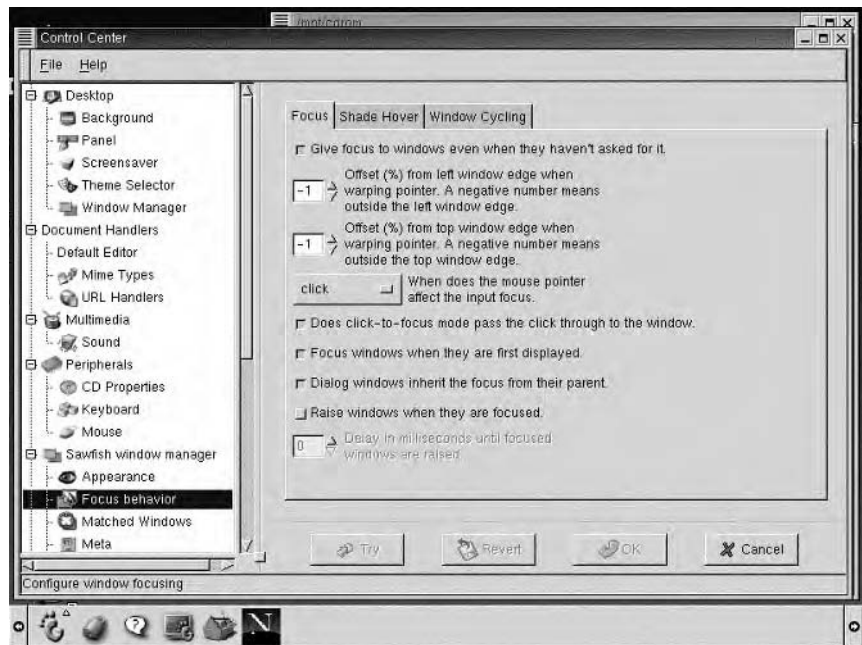 /mnt/cdrom
Control Center
File Help
Desktop
Background
Panel
Screensaver
Theme Selector
Window Manager
Document Handlers
Default Editor
Mime Types
URL Handlers
Multimedia
Sound
Peripherals
CD Properties
Keyboard
Mouse
Sawfish window manager
Appearance
Focus behavior
Matched Windows
Meta
Focus Shade Hover Window Cycling
Give focus to windows even when they haven't asked for it.
-1
Offset (%) from left window edge when
warping pointer. A negative number means
outside the left window edge.
-1
Offset (%) from top window edge when
warping pointer. A negative number means
outside the top window edge.
click
When does the mouse pointer
affect the input focus.
Does click-to-focus mode pass the click through to the window.
Focus windows when they are first displayed.
Dialog windows inherit the focus from their parent.
Raise windows when they are focused.
0
Delay in milliseconds until focused
windows are raised.
Try Revert OK Cancel
Configure window focusing
N